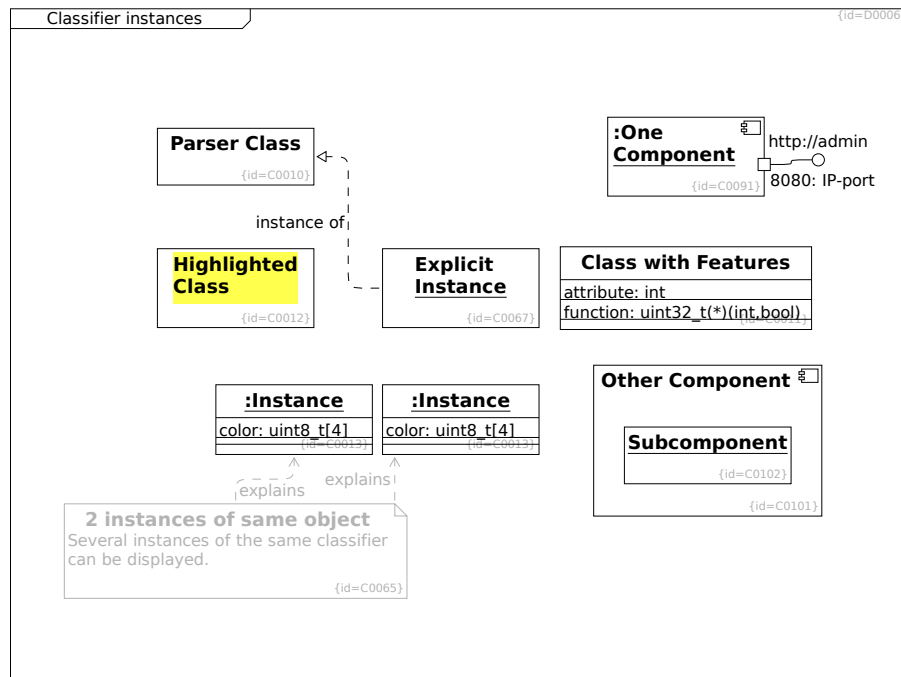 Classifier instances
{id=D0006
Parser Class
{id=C0010}
:One
Component
{id=C0091}
http://admin
8080: IP-port
instance of
Highlighted
Class
{id=C0012}
Explicit
Instance
{id=C0067}
Class with Features
attribute: int
function: uint32_t(*)(int,bool)
{id=C0011}
:Instance
color: uint8_t[4]
{id=C0013}
:Instance
color: uint8_t[4]
{id=C0013}
Other Component
Subcomponent
{id=C0102}
{id=C0101}
explains
explains
2 instances of same object
Several instances of the same classifier
can be displayed.
{id=C0065}